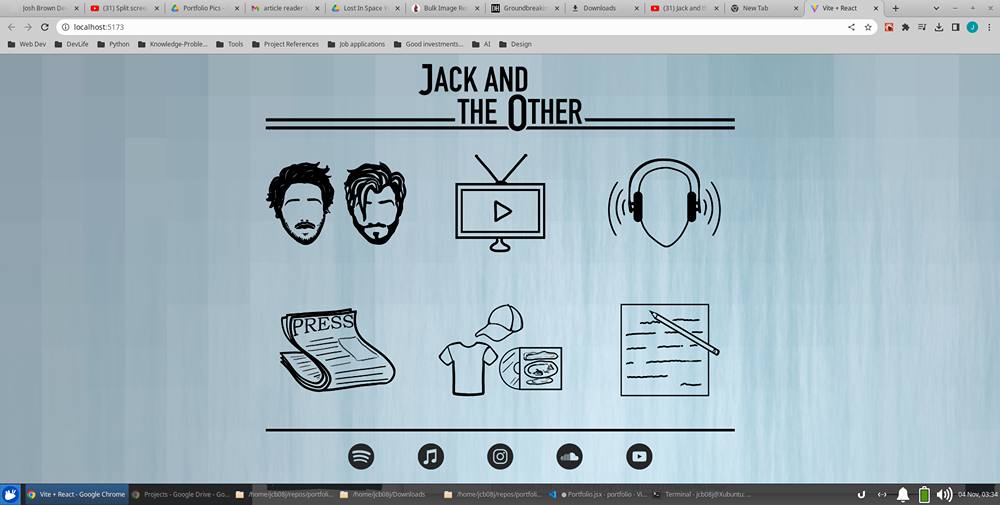 Josh Brown De
(31) Split scree
Portfolio Pics -
article reader s
Lost In Space V
Bulk Image Re
Groundbreakin
Downloads
(31) Jack and th
New Tab
Vite + React
localhost:5173
Web Dev
DevLife
Python
Knowledge-Proble...
Tools
Project References
Job applications
Good investments...
AI
Design
JACK AND
THE OTHER
PRESS
Vite + React - Google Chrome
Projects - Google Drive - Go...
/home/jcb08j/repos/portfoli...
/home/jcb08j/Downloads
/home/jcb08j/repos/portfoli...
● Portfolio.jsx - portfolio - Vi...
Terminal - jcb08j@Xubuntu: ...
04 Nov, 03:34